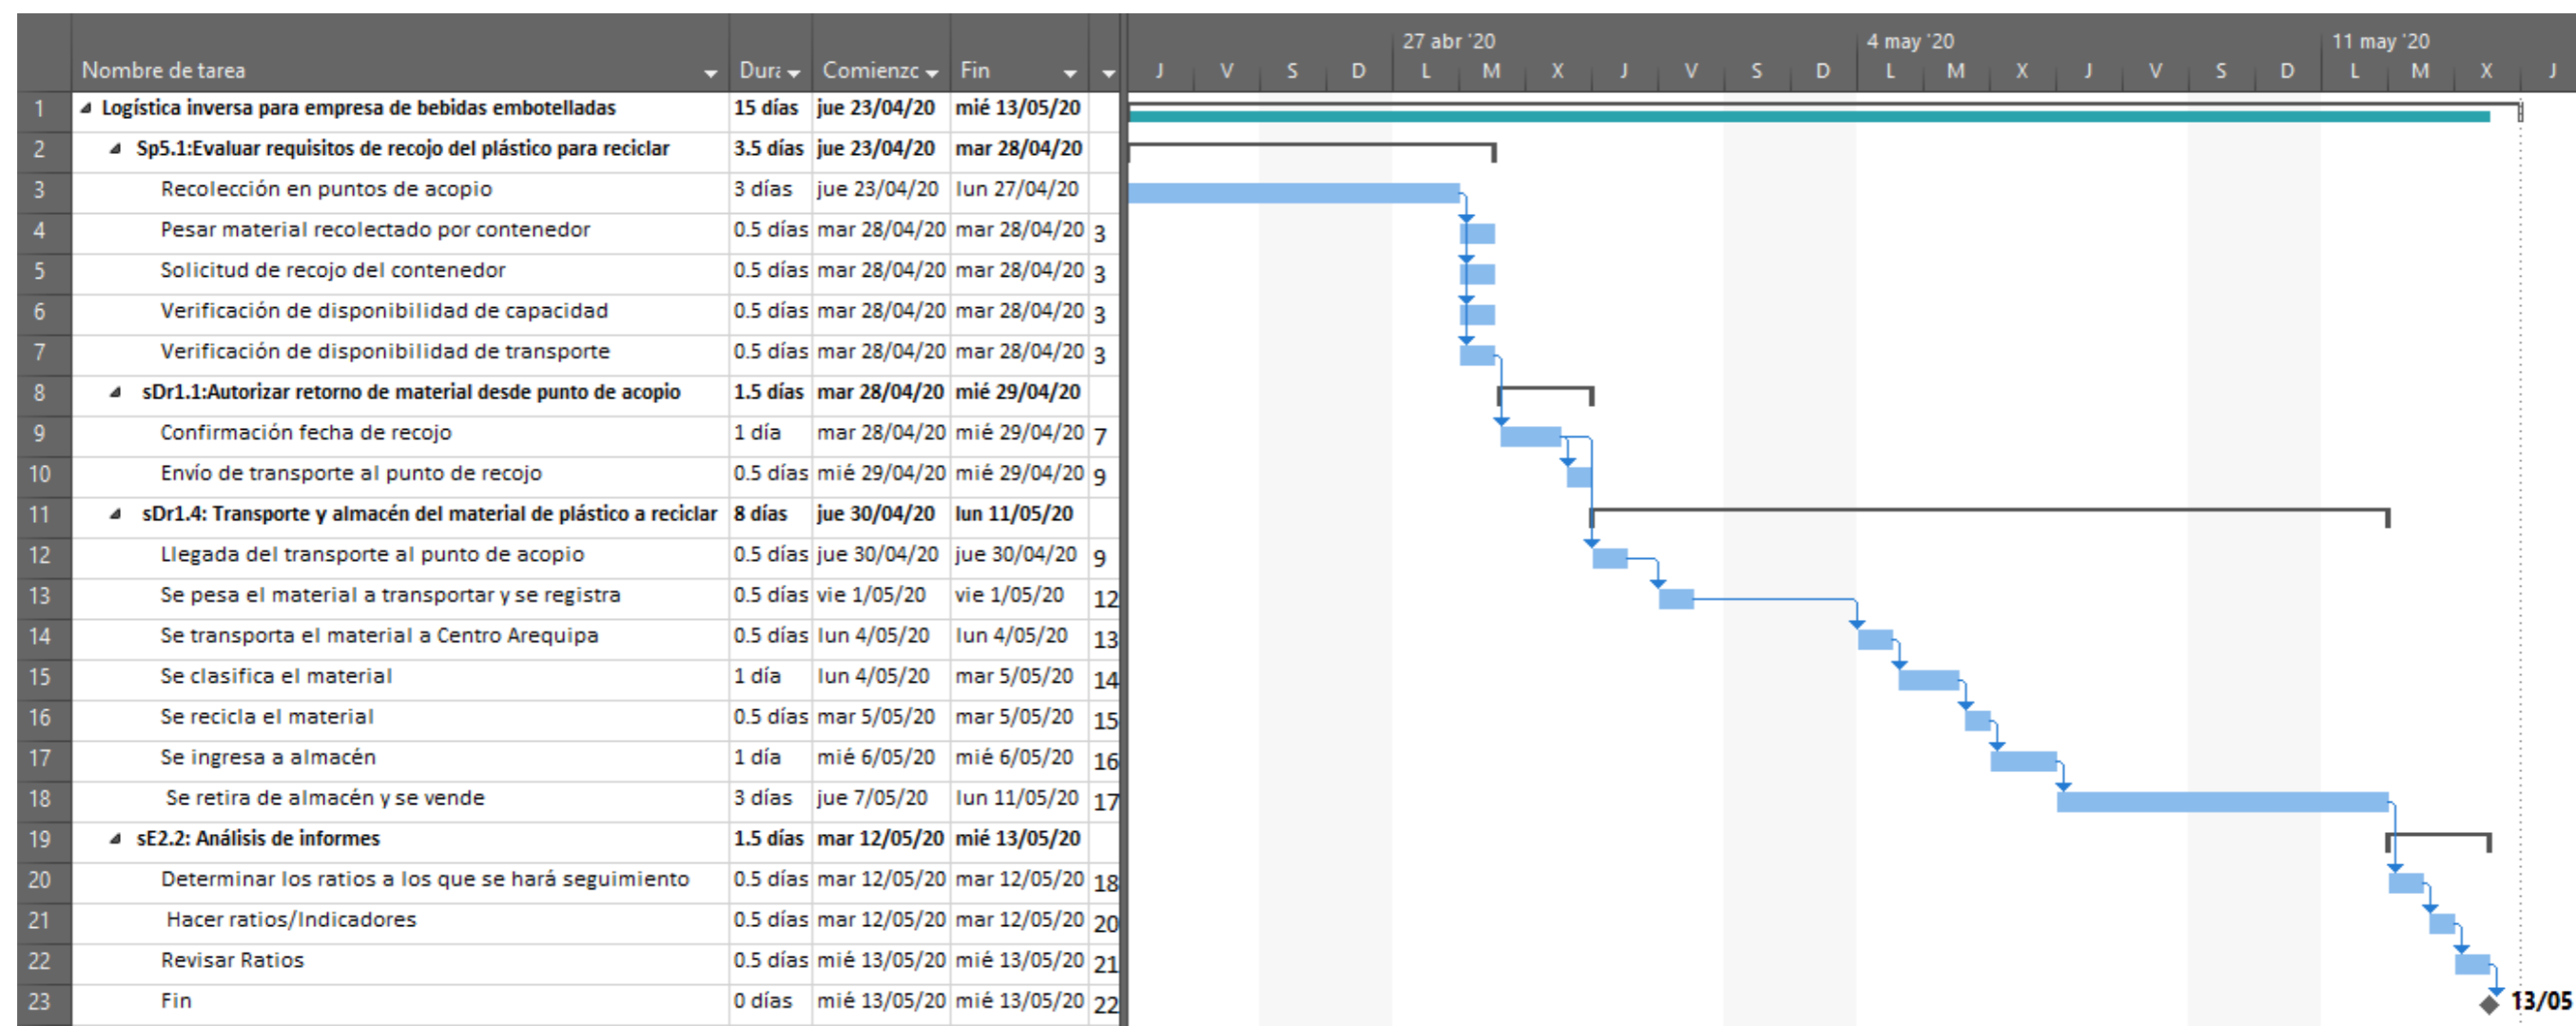 27 abr '20 4 may '20 11 may '20
Nombre de tarea Dura Comienzo Fin J V S D L M X J V S D L M X J V S D L M X J
1 Logística inversa para empresa de bebidas embotelladas 15 días jue 23/04/20 mié 13/05/20
2 Sp5.1:Evaluar requisitos de recojo del plástico para reciclar 3.5 días jue 23/04/20 mar 28/04/20
3 Recolección en puntos de acopio 3 días jue 23/04/20 lun 27/04/20
4 Pesar material recolectado por contenedor 0.5 días mar 28/04/20 mar 28/04/20 3
5 Solicitud de recojo del contenedor 0.5 días mar 28/04/20 mar 28/04/20 3
6 Verificación de disponibilidad de capacidad 0.5 días mar 28/04/20 mar 28/04/20 3
7 Verificación de disponibilidad de transporte 0.5 días mar 28/04/20 mar 28/04/20 3
8 sDr1.1:Autorizar retorno de material desde punto de acopio 1.5 días mar 28/04/20 mié 29/04/20
9 Confirmación fecha de recojo 1 día mar 28/04/20 mié 29/04/20 7
10 Envío de transporte al punto de recojo 0.5 días mié 29/04/20 mié 29/04/20 9
11 sDr1.4: Transporte y almacén del material de plástico a reciclar 8 días jue 30/04/20 lun 11/05/20
12 Llegada del transporte al punto de acopio 0.5 días jue 30/04/20 jue 30/04/20 9
13 Se pesa el material a transportar y se registra 0.5 días vie 1/05/20 vie 1/05/20 12
14 Se transporta el material a Centro Arequipa 0.5 días lun 4/05/20 lun 4/05/20 13
15 Se clasifica el material 1 día lun 4/05/20 mar 5/05/20 14
16 Se recicla el material 0.5 días mar 5/05/20 mar 5/05/20 15
17 Se ingresa a almacén 1 día mié 6/05/20 mié 6/05/20 16
18 Se retira de almacén y se vende 3 días jue 7/05/20 lun 11/05/20 17
19 sE2.2: Análisis de informes 1.5 días mar 12/05/20 mié 13/05/20
20 Determinar los ratios a los que se hará seguimiento 0.5 días mar 12/05/20 mar 12/05/20 18
21 Hacer ratios/Indicadores 0.5 días mar 12/05/20 mar 12/05/20 20
22 Revisar Ratios 0.5 días mié 13/05/20 mié 13/05/20 21
23 Fin 0 días mié 13/05/20 mié 13/05/20 22 13/05